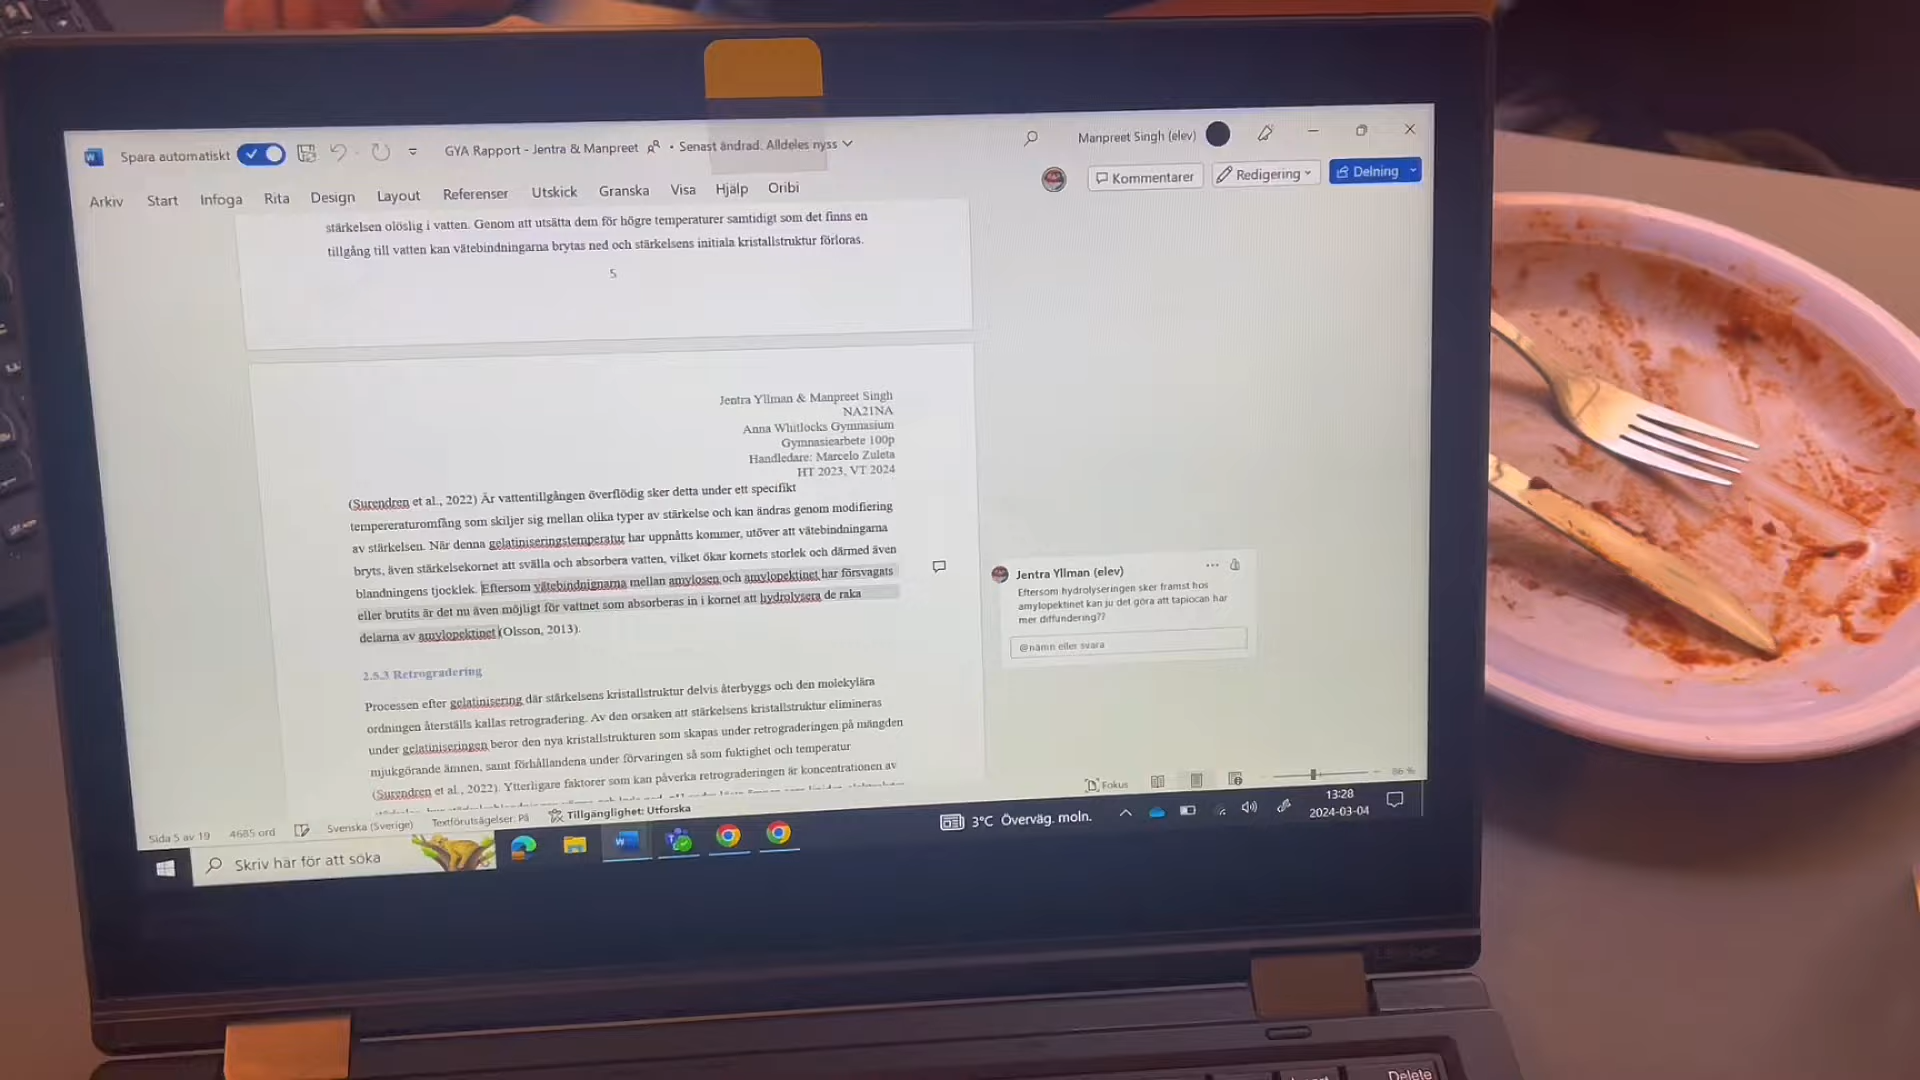 Spara automatiskt
GYA Rapport - Jentra & Manpreet • Senast ändrad. Alldeles nyss
Manpreet Singh (elev)
Arkiv Start Infoga Rita Design Layout Referenser Utskick Granska Visa Hjälp Oribi
Kommentarer Redigering Delning
stärkelsen olöslig i vatten. Genom att utsätta dem för högre temperaturer samtidigt som det finns en
tillgång till vatten kan vätebindningarna brytas ned och stärkelsens initiala kristallstruktur förloras.
5
Jentra Yllman & Manpreet Singh
NA21NA
Anna Whitlocks Gymnasium
Gymnasiearbete 100p
Handledare: Marcelo Zuleta
HT 2023, VT 2024
(Surendren et al., 2022) Är vattentillgången överflödig sker detta under ett specifikt
tempereraturomfång som skiljer sig mellan olika typer av stärkelse och kan ändras genom modifiering
av stärkelsen. När denna gelatiniseringstemperatur har uppnåtts kommer, utöver att vätebindningarna
bryts, även stärkelsekornet att svälla och absorbera vatten, vilket ökar kornets storlek och därmed även
blandningens tjocklek. Eftersom vätebindnignarna mellan amylosen och amylopektinet har försvagats
eller brutits är det nu även möjligt för vattnet som absorberas in i kornet att hydrolysera de raka
delarna av amylopektinet (Olsson, 2013).
2.5.3 Retrogradering
Processen efter gelatinisering där stärkelsens kristallstruktur delvis återbyggs och den molekylära
ordningen återställs kallas retrogradering. Av den orsaken att stärkelsens kristallstruktur elimineras
under gelatiniseringen beror den nya kristallstrukturen som skapas under retrograderingen på mängden
mjukgörande ämnen, samt förhållandena under förvaringen så som fuktighet och temperatur
(Surendren et al., 2022). Ytterligare faktorer som kan påverka retrograderingen är koncentrationen av
Jentra Yllman (elev)
Eftersom hydrolyseringen sker främst hos
amylopektinet kan ju det göra att tapiocan har
mer diffundering??
@nämn eller svara
Sida 5 av 19 4685 ord Svenska (Sverige) Textförutsägelser: På Tillgänglighet: Utforska
Fokus 86 %
Skriv här för att söka
3°C Överväg. moln.
13:28
2024-03-04
Delete